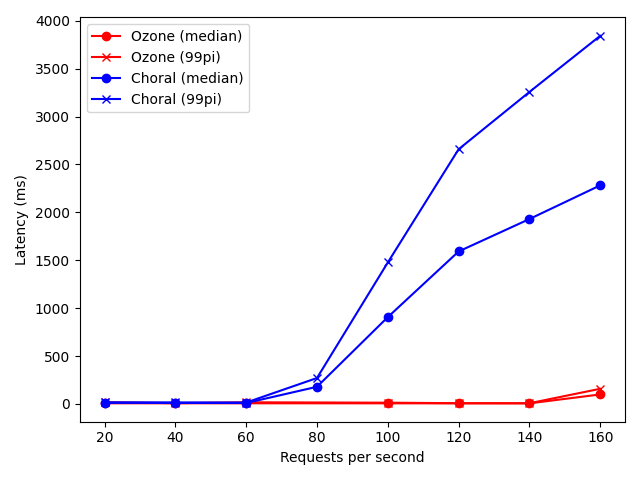 Ozone (median)
Ozone (99pi)
Choral (median)
Choral (99pi)
4000
3500
3000
2500
2000
1500
1000
500
0
Latency (ms)
20 40 60 80 100 120 140 160
Requests per second